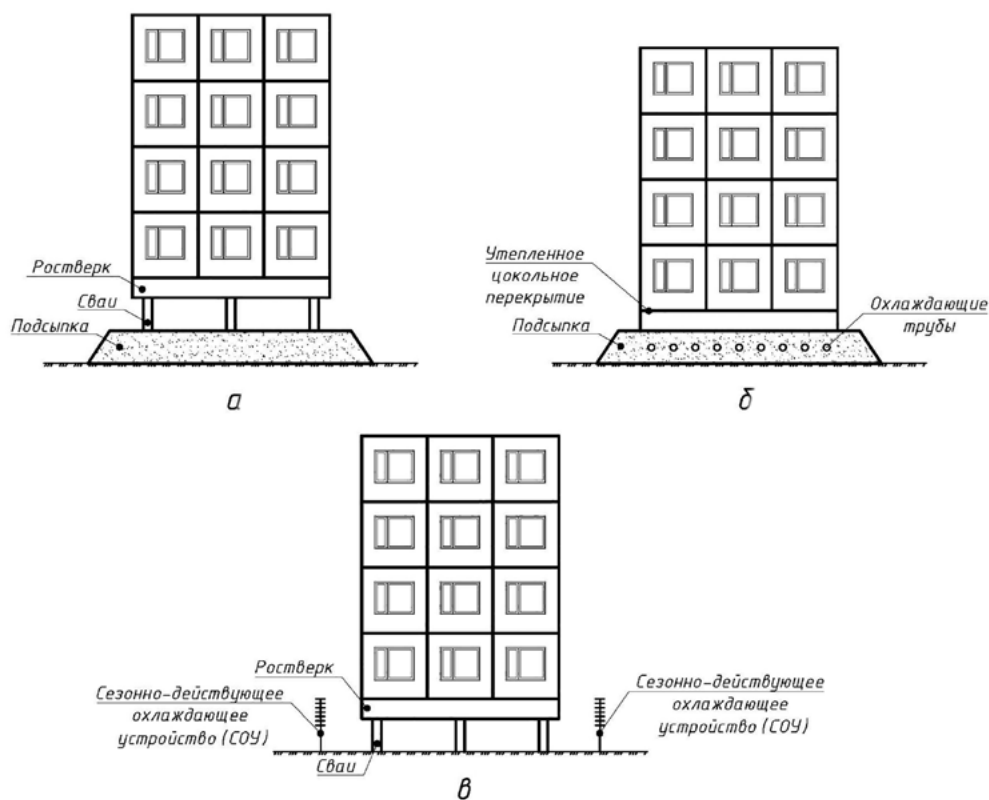 Ростверк
Сваи
Подсыпка
а
Утепленное
цокольное
перекрытие
Подсыпка
Охлаждающие
трубы
б
Ростверк
Сезонно-действующее
охлаждающее
устройство (СОУ)
Сваи
Сезонно-действующее
охлаждающее
устройство (СОУ)
в